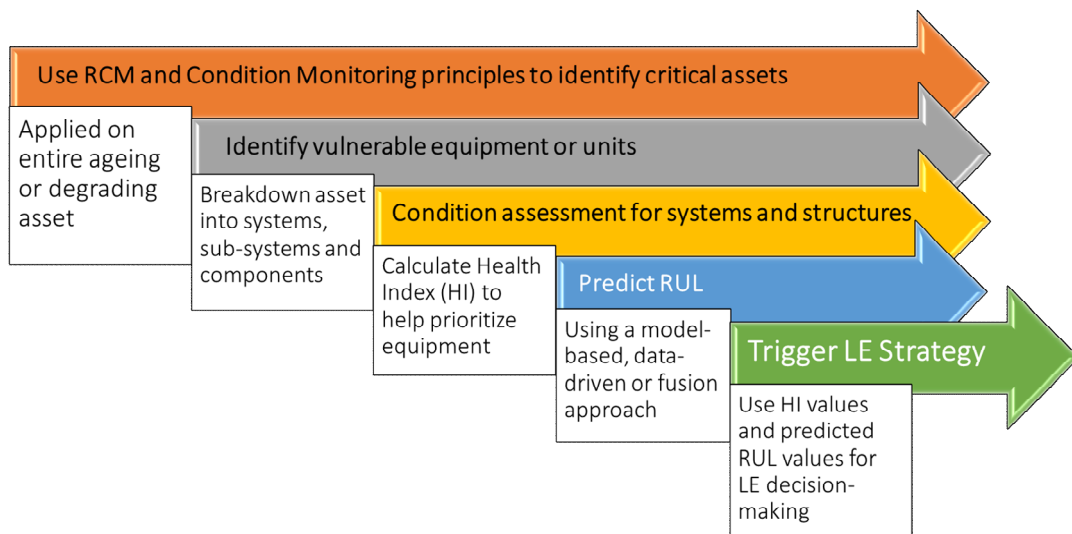 Use RCM and Condition Monitoring principles to identify critical assets
Applied on
entire ageing
or degrading
asset
Identify vulnerable equipment or units
Breakdown asset
into systems,
sub-systems and
components
Condition assessment for systems and structures
Calculate Health
Index (HI) to
help prioritize
equipment
Predict RUL
Using a model-
based, data-
driven or fusion
approach
Trigger LE Strategy
Use HI values
and predicted
RUL values for
LE decision-
making